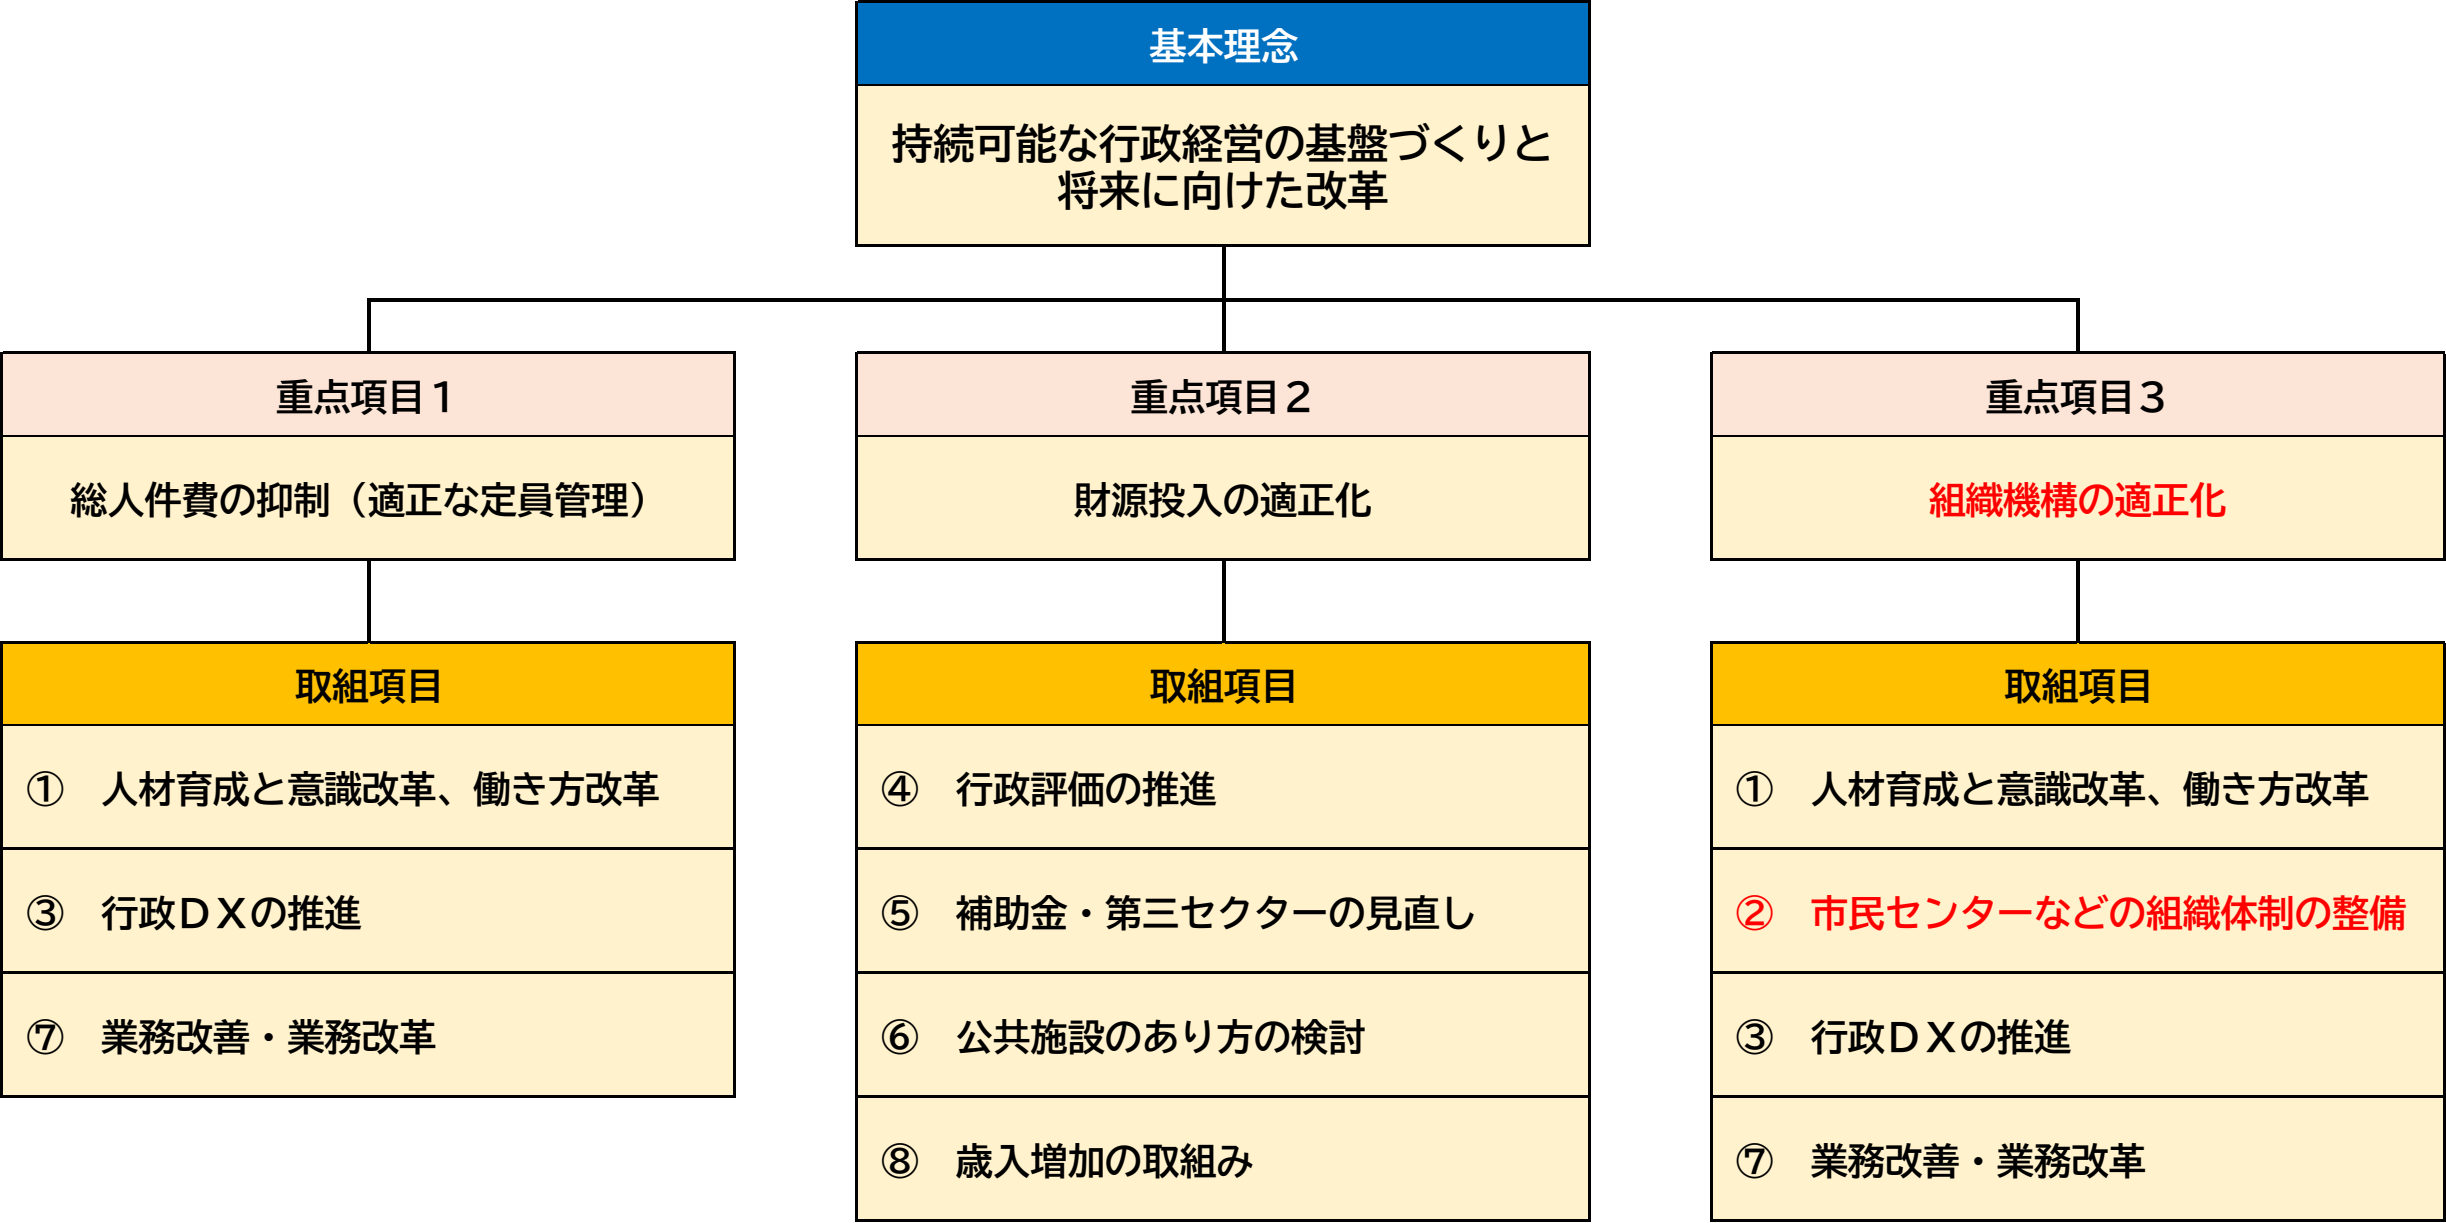 基本理念
持続可能な行政経営の基盤づくりと
将来に向けた改革
重点項目１
総人件費の抑制（適正な定員管理）
取組項目
①　人材育成と意識改革、働き方改革
③　行政ＤＸの推進
⑦　業務改善・業務改革
重点項目２
財源投入の適正化
取組項目
④　行政評価の推進
⑤　補助金・第三セクターの見直し
⑥　公共施設のあり方の検討
⑧　歳入増加の取組み
重点項目３
組織機構の適正化
取組項目
①　人材育成と意識改革、働き方改革
②　市民センターなどの組織体制の整備
③　行政ＤＸの推進
⑦　業務改善・業務改革